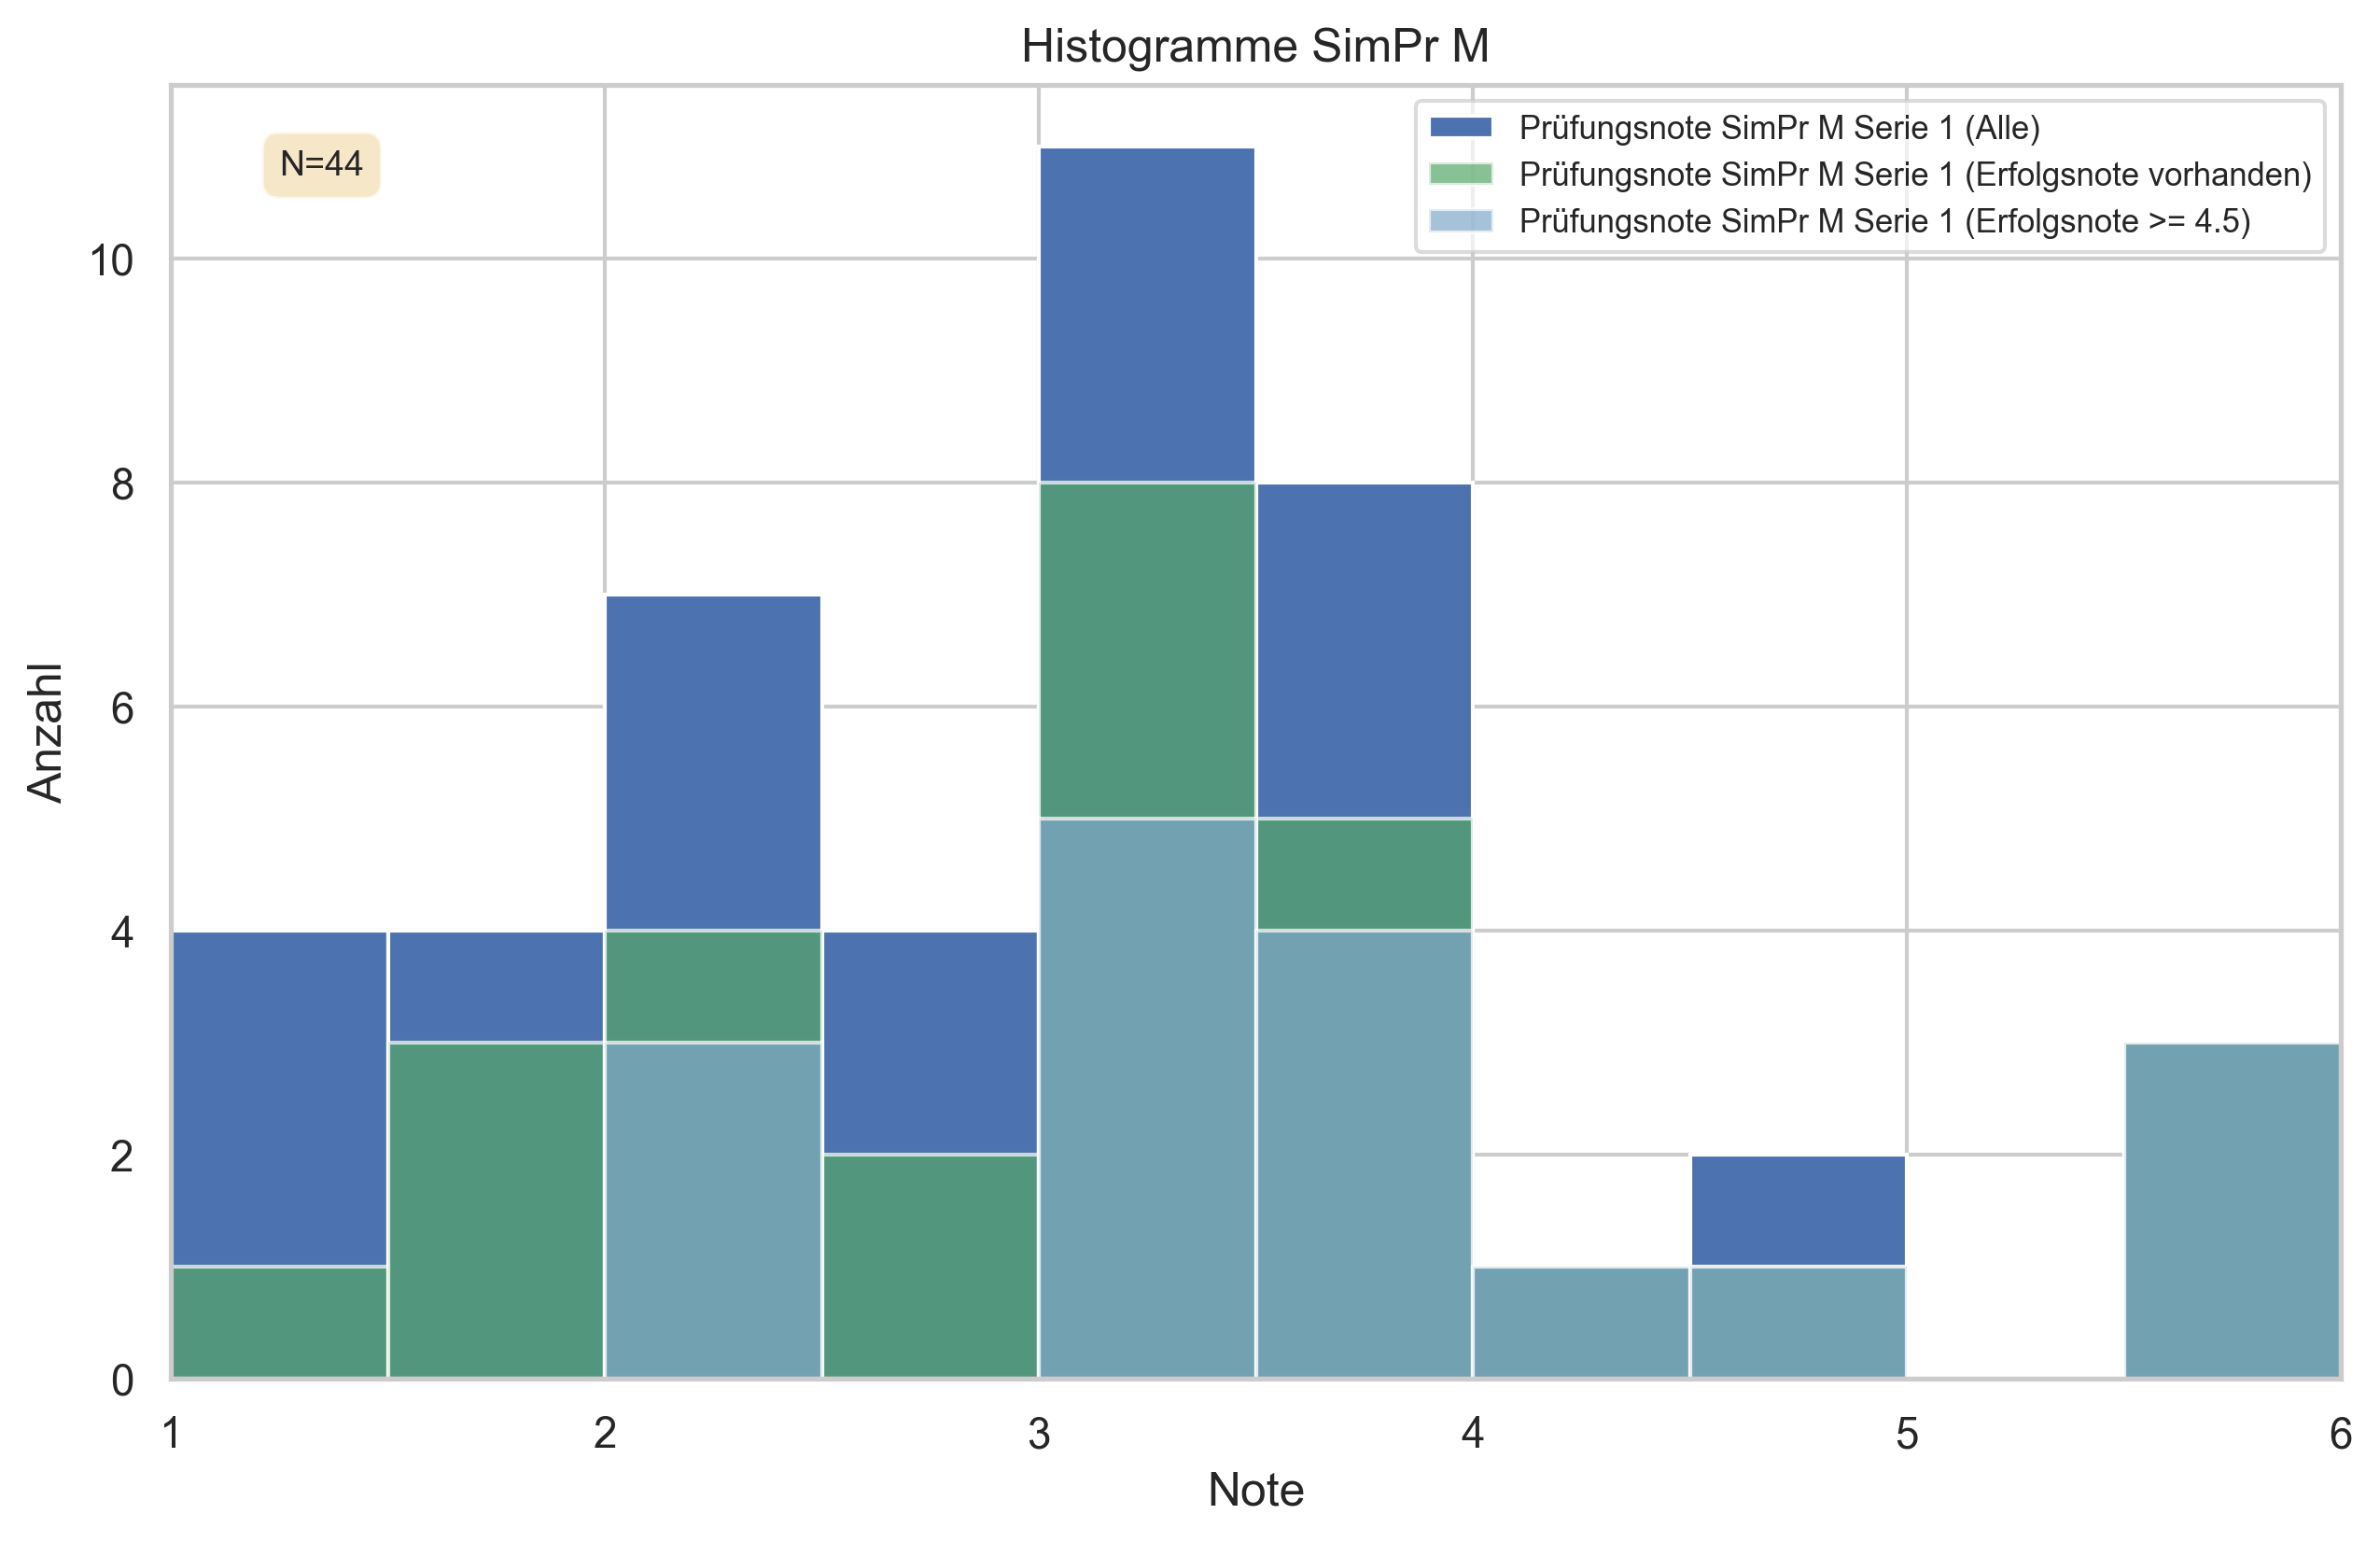 Histogramme SimPr M
N=44
Prüfungsnote SimPr M Serie 1 (Alle)
Prüfungsnote SimPr M Serie 1 (Erfolgsnote vorhanden)
Prüfungsnote SimPr M Serie 1 (Erfolgsnote >= 4.5)
Anzahl
10
8
6
4
2
0
1 2 3 4 5 6
Note